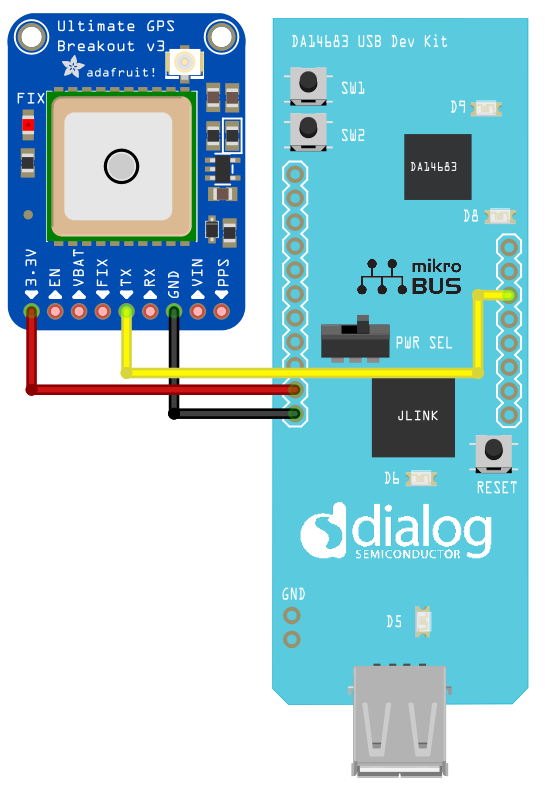 Ultimate GPS
Breakout v3
adafruit!
FIX
3.3V
EN
VBAT
FIX
TX
RX
GND
VIN
PPS
DA14683 USB Dev Kit
SW1
SW2
D9
DA14683
D8
mikro
BUS
PWR SEL
JLINK
D6
RESET
dialog
SEMICONDUCTOR
GND
D5